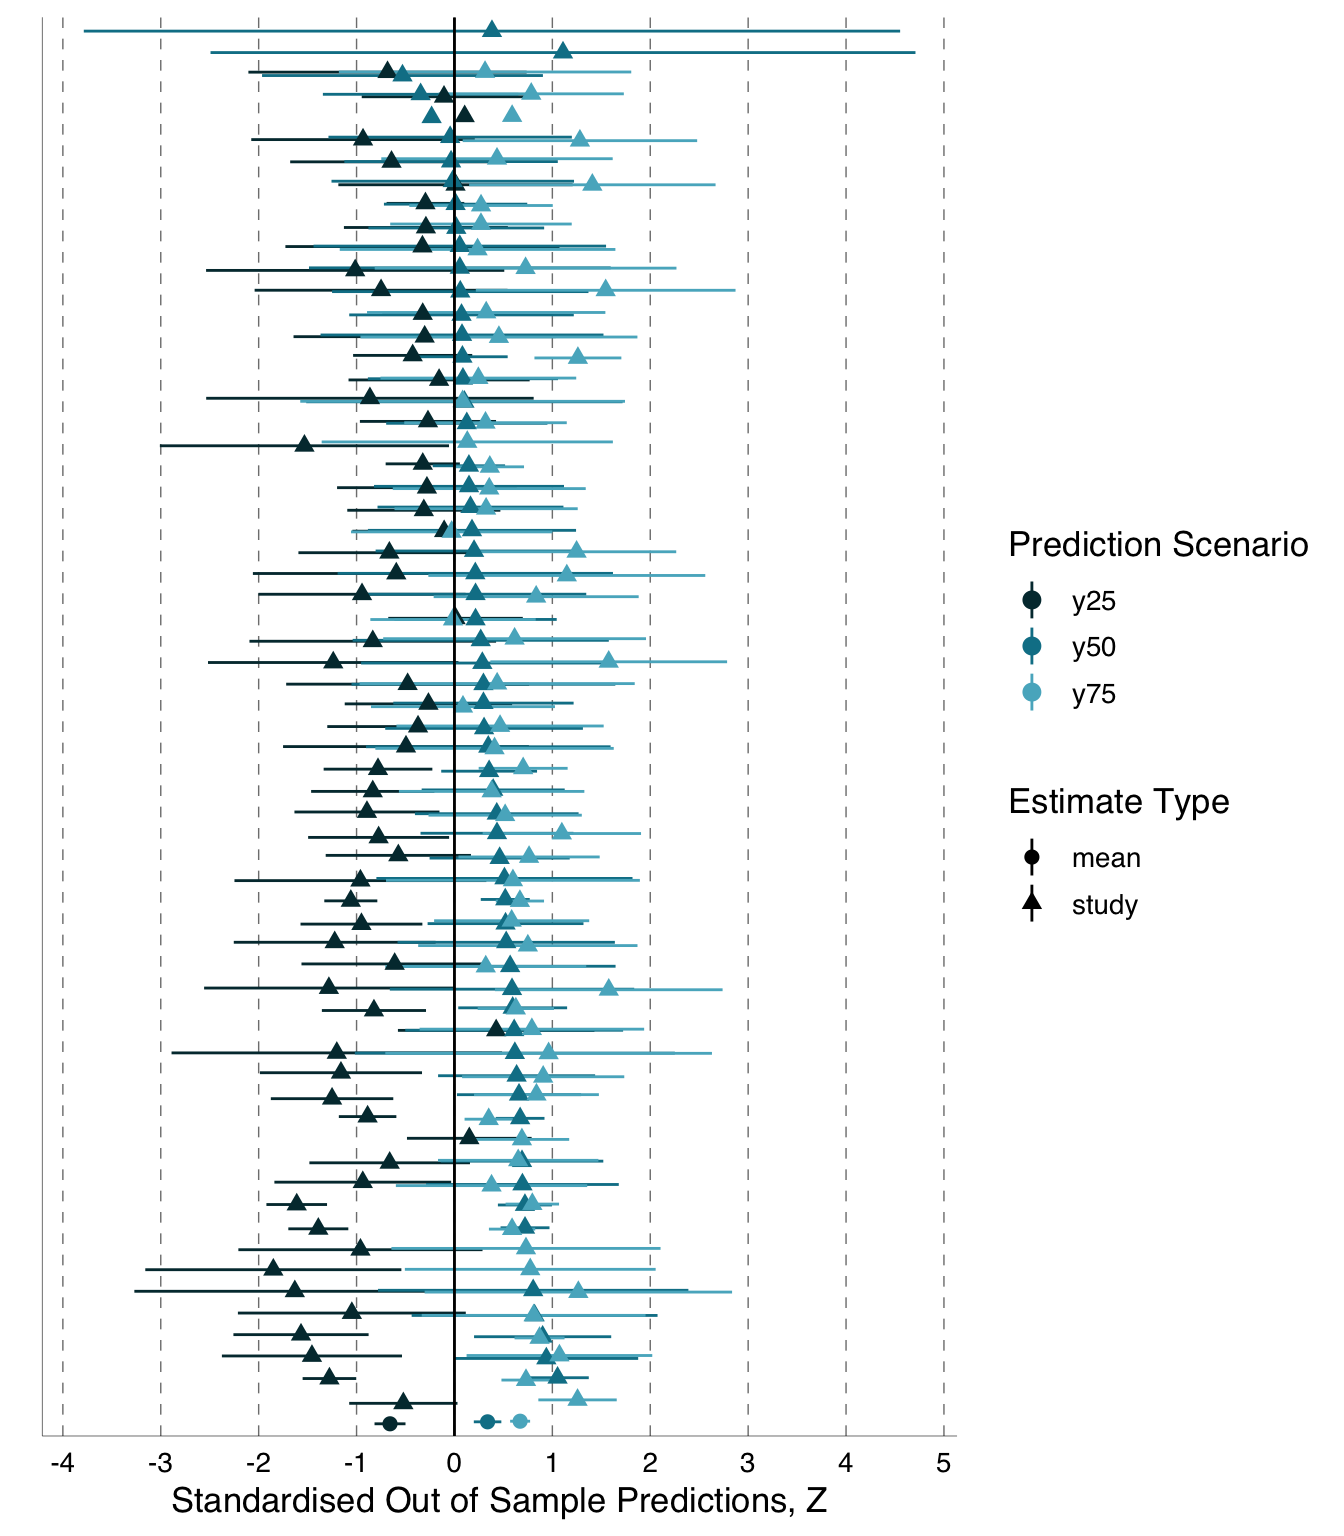 Prediction Scenario
y25
y50
y75
Estimate Type
mean
study
-4 -3 -2 -1 0 1 2 3 4 5
Standardised Out of Sample Predictions, Z